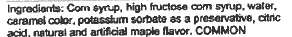 Ingredients: Corn syrup, high fructose corn syrup, water,
caramel color, potassium sorbate as a preservative, citric
acid, natural and artificial maple flavor. COMMON